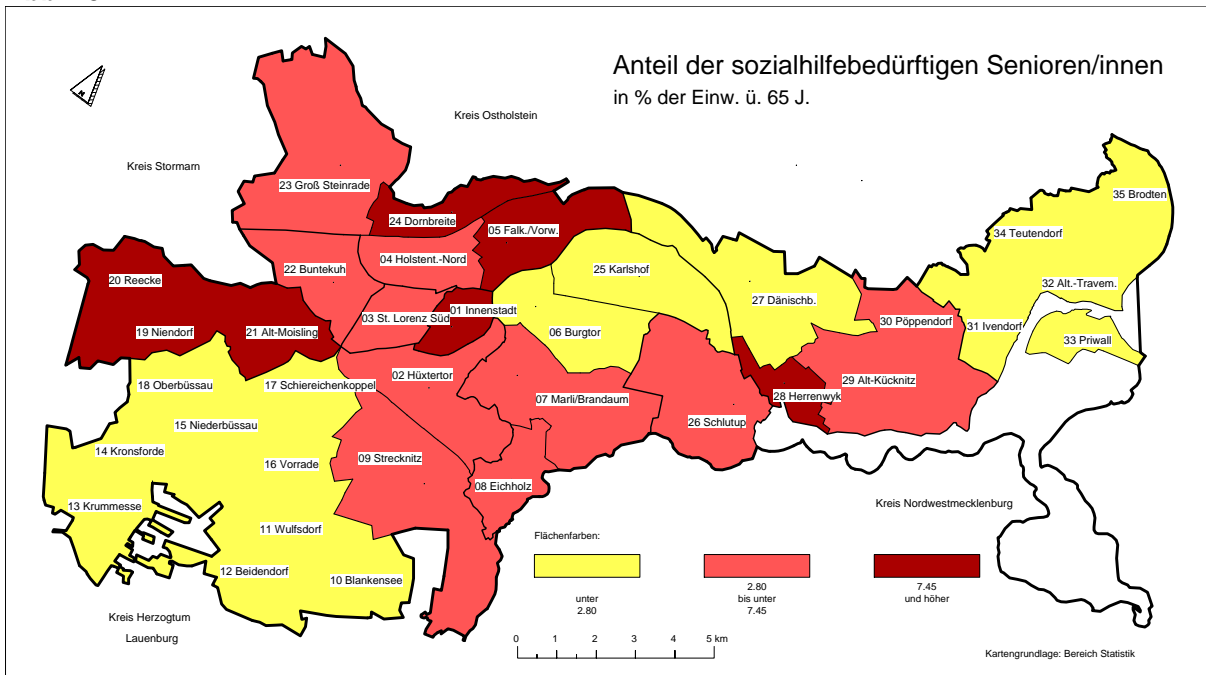 Anteil der sozialhilfebedürftigen Senioren/innen
in % der Einw. ü. 65 J.
N
Kreis Ostholstein
Kreis Stormarn
23 Groß Steinrade
35 Brodten
24 Dornbreite
05 Falk./Vorw.
34 Teutendorf
04 Holstent.-Nord
22 Buntekuh
25 Karlshof
20 Reecke
32 Alt.-Travem.
27 Dänischb.
01 Innenstadt
03 St. Lorenz Süd
30 Pöppendorf
19 Niendorf
21 Alt-Moisling
06 Burgtor
31 Ivendorf
33 Priwall
02 Hüxtertor
29 Alt-Kücknitz
18 Oberbüssau
17 Schiereichenkoppel
28 Herrenwyk
07 Marli/Brandaum
26 Schlutup
15 Niederbüssau
14 Kronsforde
09 Strecknitz
16 Vorrade
08 Eichholz
13 Krummesse
Kreis Nordwestmecklenburg
11 Wulfsdorf
Flächenfarben:
12 Beidendorf
10 Blankensee
unter
2.80
2.80
bis unter
7.45
7.45
und höher
Kreis Herzogtum
Lauenburg
0 1 2 3 4 5 km
Kartengrundlage: Bereich Statistik